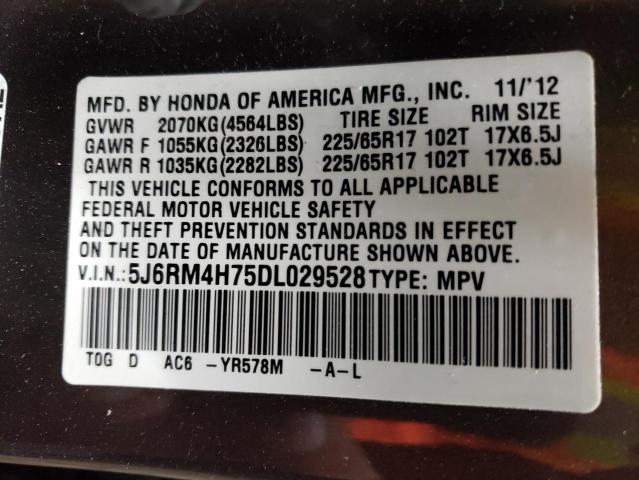 MFD. BY HONDA OF AMERICA MFG., INC. 11/'12
GVWR 2070KG(4564LBS) TIRE SIZE RIM SIZE
GAWR F 1055KG(2326LBS) 225/65R17 102T 17X6.5J
GAWR R 1035KG(2282LBS) 225/65R17 102T 17X6.5J
THIS VEHICLE CONFORMS TO ALL APPLICABLE
FEDERAL MOTOR VEHICLE SAFETY
AND THEFT PREVENTION STANDARDS IN EFFECT
ON THE DATE OF MANUFACTURE SHOWN ABOVE.
V.I.N.:5J6RM4H75DL029528 TYPE: MPV
TOG D AC6 -YR578M -A-L